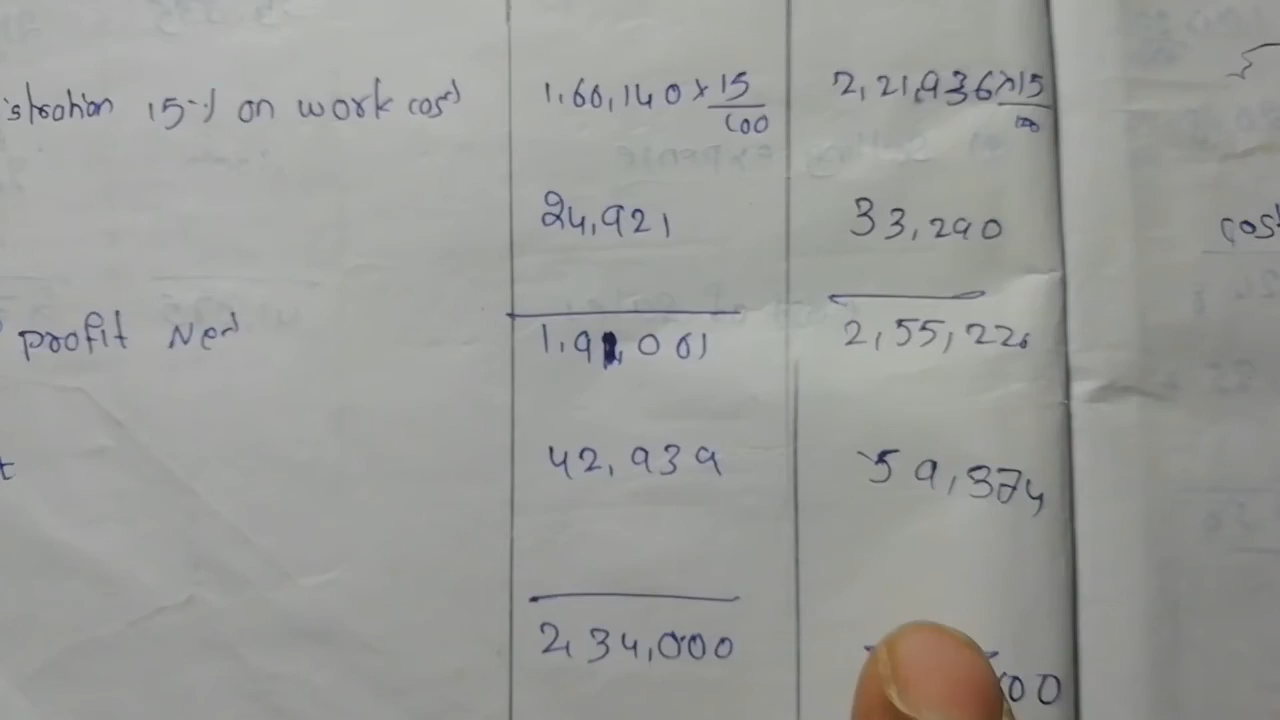 istration 15-/ on work cost 1,66,140 x 15/100 2,21,936 x 15/100
24,921 33,290
cost
profit Net 1,91,061 2,55,226
42,939 59,374
2,34,000 00